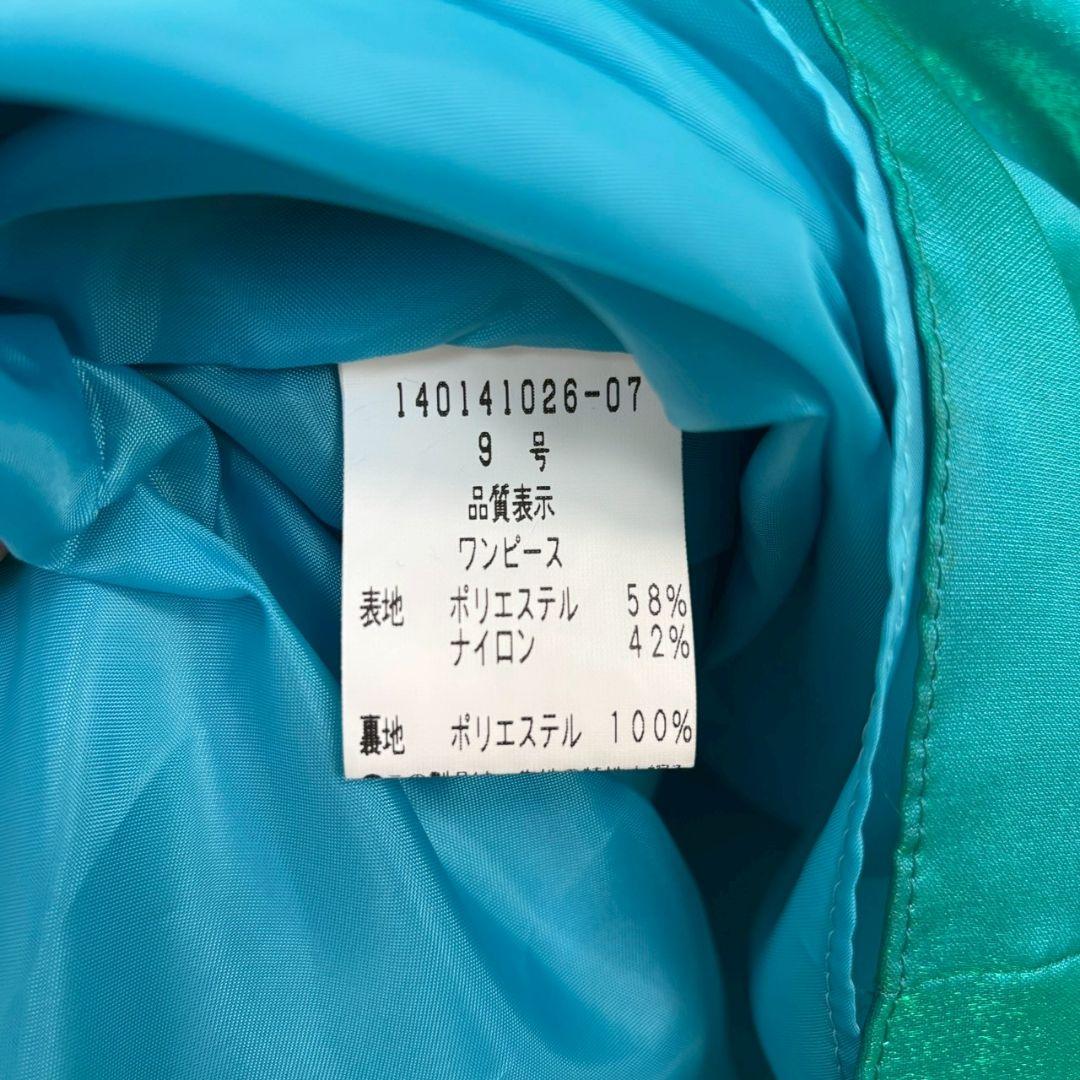 140141026-07
9 号
品質表示
ワンピース
表地 ポリエステル 58%
ナイロン 42%
裏地 ポリエステル 100%